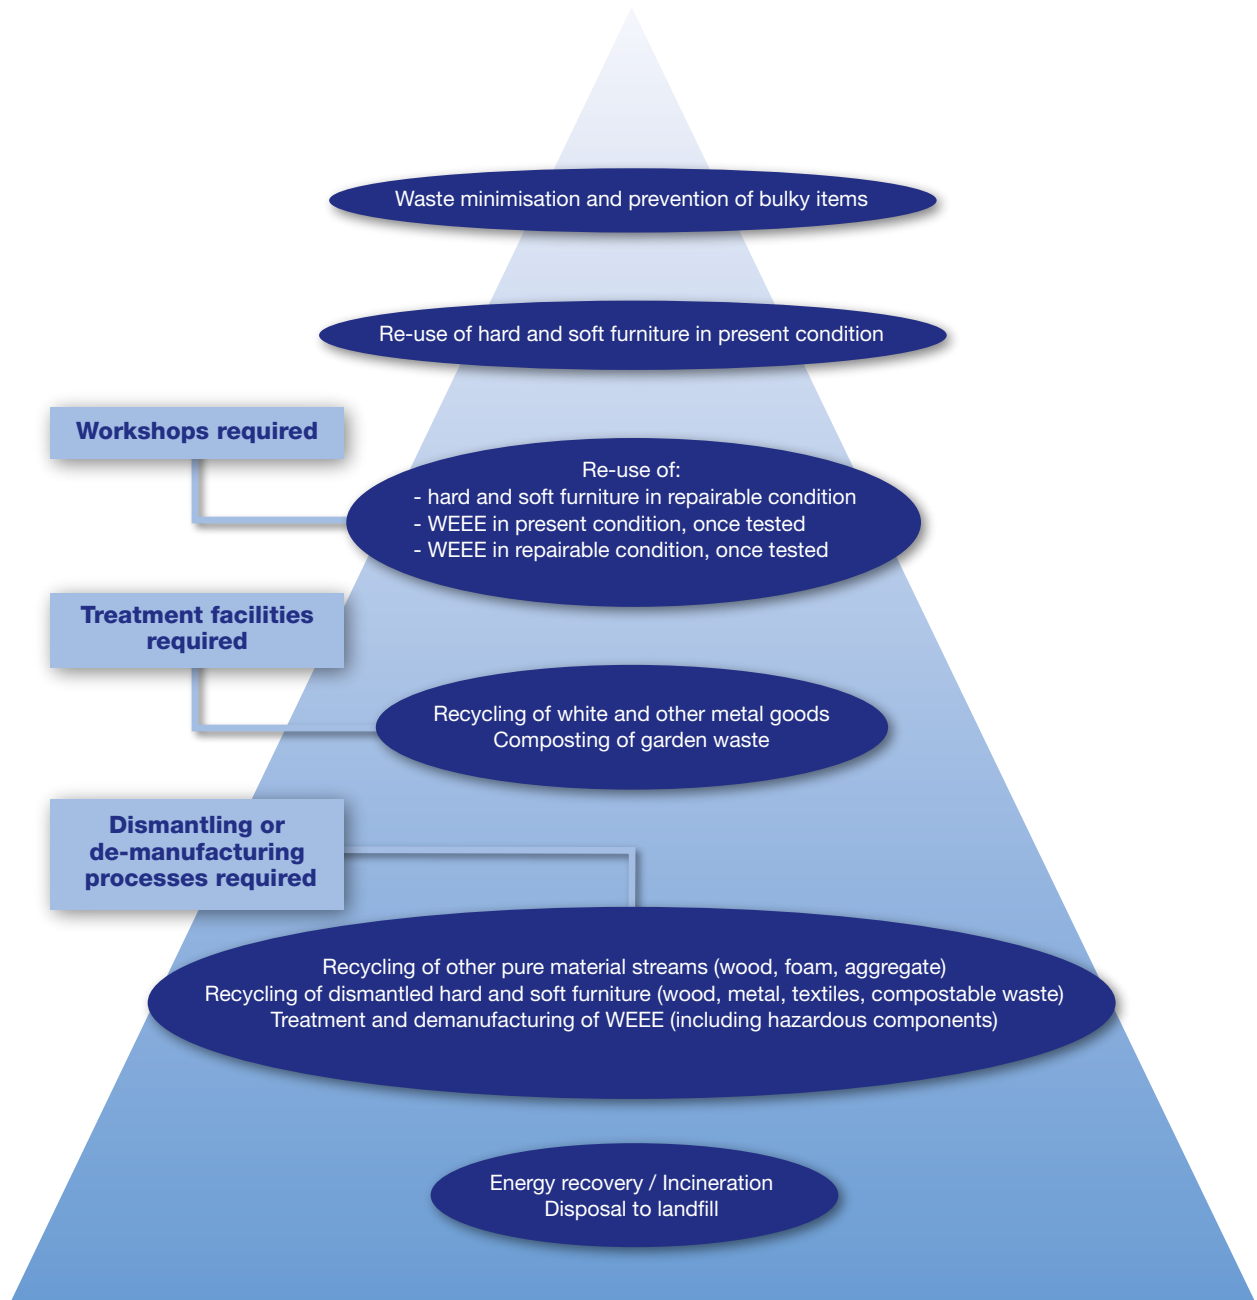 Waste minimisation and prevention of bulky items
Re-use of hard and soft furniture in present condition
Workshops required
Re-use of:
- hard and soft furniture in repairable condition
- WEEE in present condition, once tested
- WEEE in repairable condition, once tested
Treatment facilities
required
Recycling of white and other metal goods
Composting of garden waste
Dismantling or
de-manufacturing
processes required
Recycling of other pure material streams (wood, foam, aggregate)
Recycling of dismantled hard and soft furniture (wood, metal, textiles, compostable waste)
Treatment and demanufacturing of WEEE (including hazardous components)
Energy recovery / Incineration
Disposal to landfill